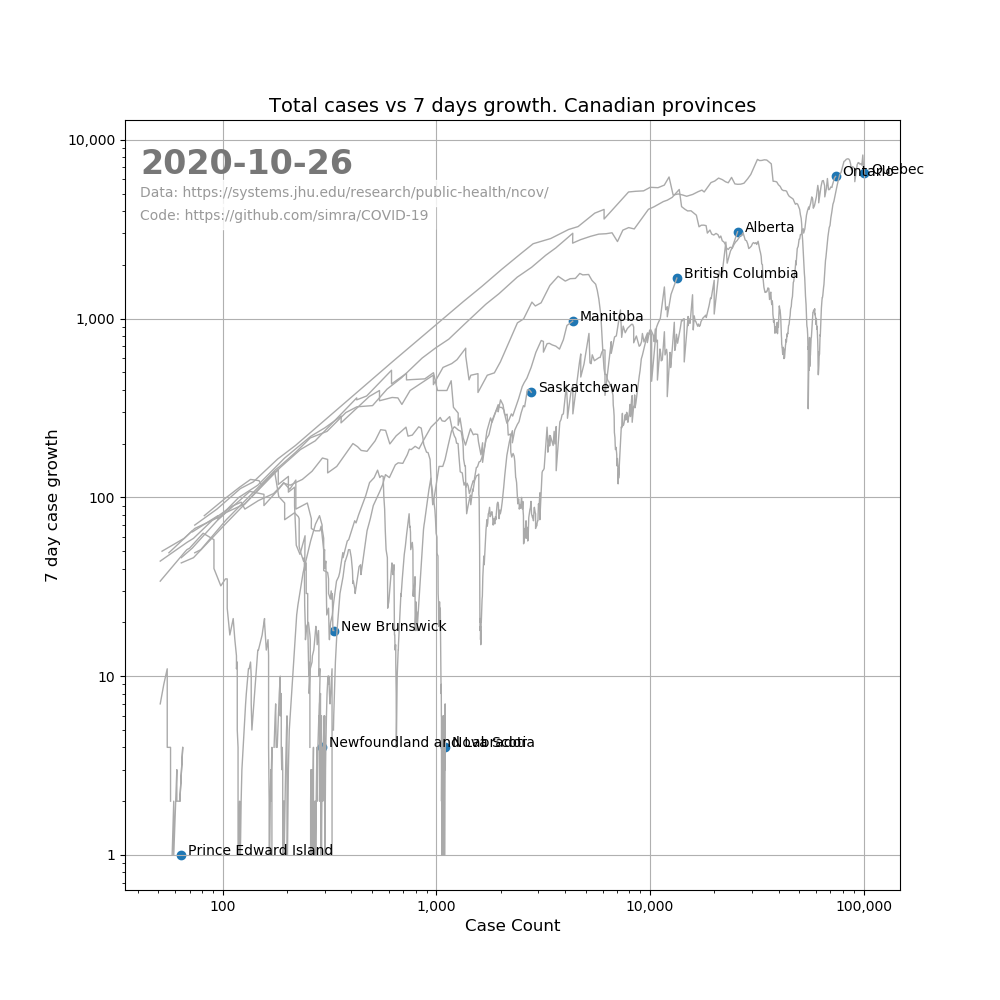 Total cases vs 7 days growth. Canadian provinces
10,000
2020-10-26
Data: https://systems.jhu.edu/research/public-health/ncov/
Code: https://github.com/simra/COVID-19
Ontario
Quebec
Alberta
British Columbia
1,000
Manitoba
Saskatchewan
7 day case growth
100
New Brunswick
10
Newfoundland and Labrador
Nova Scotia
1
Prince Edward Island
100
1,000
10,000
100,000
Case Count